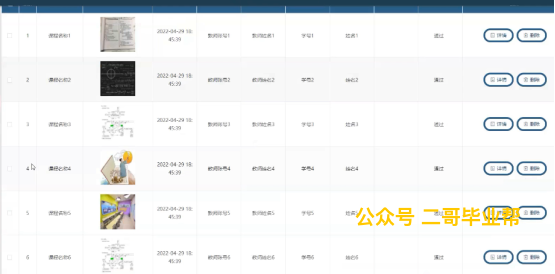 1 课程名称1 2022-04-29 18:45:39 教师账号1 教师姓名1 学号1 姓名1 通过 详情 删除
2 课程名称2 2022-04-29 18:45:39 教师账号2 教师姓名2 学号2 姓名2 通过 详情 删除
3 课程名称3 2022-04-29 18:45:39 教师账号3 教师姓名3 学号3 姓名3 通过 详情 删除
4 课程名称4 2022-04-29 18:45:39 教师账号4 教师姓名4 学号4 姓名4 通过 详情 删除
5 课程名称5 2022-04-29 18:45:39 教师账号5 教师姓名5 学号5 姓名5 通过 详情 删除
公众号 二哥毕业帮
6 课程名称6 2022-04-29 18:45:39 教师账号6 教师姓名6 学号6 姓名6 通过 详情 删除